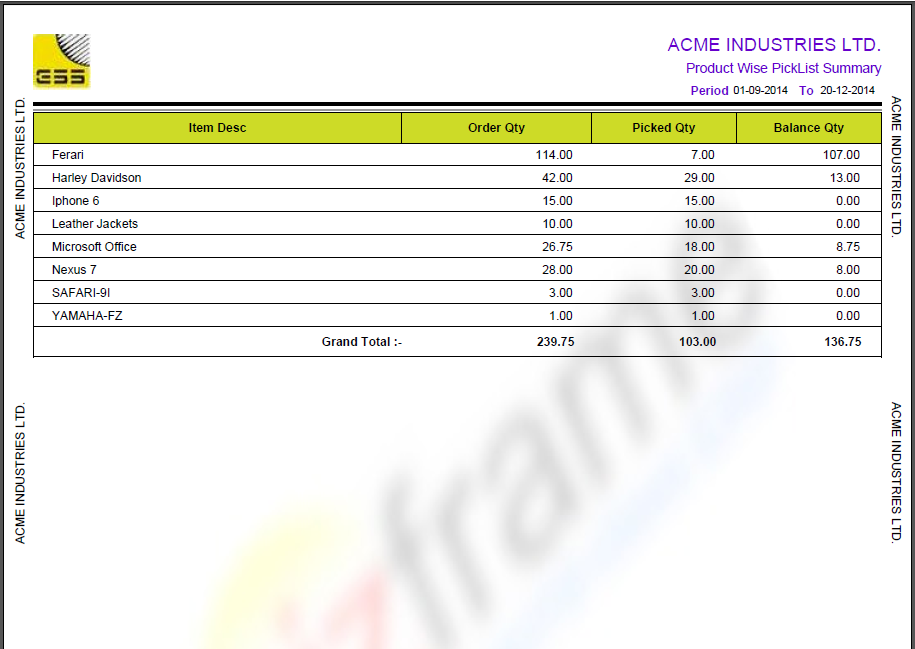 ESS
ACME INDUSTRIES LTD.
Product Wise PickList Summary
Period 01-09-2014 To 20-12-2014
Item Desc Order Qty Picked Qty Balance Qty
Ferari 114.00 7.00 107.00
Harley Davidson 42.00 29.00 13.00
Iphone 6 15.00 15.00 0.00
Leather Jackets 10.00 10.00 0.00
Microsoft Office 26.75 18.00 8.75
Nexus 7 28.00 20.00 8.00
SAFARI-9I 3.00 3.00 0.00
YAMAHA-FZ 1.00 1.00 0.00
Grand Total :- 239.75 103.00 136.75
ACME INDUSTRIES LTD.
ACME INDUSTRIES LTD.
ACME INDUSTRIES LTD.
ACME INDUSTRIES LTD.
frame